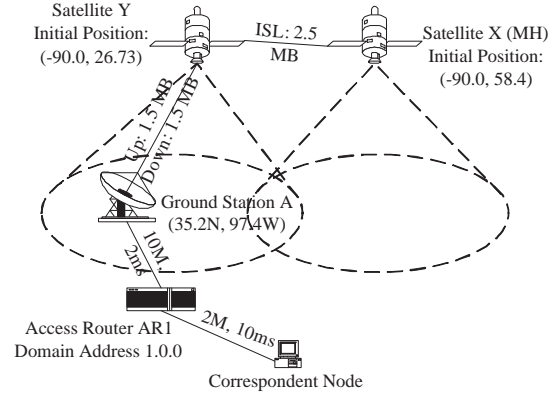 Satellite Y
Initial Position:
(-90.0, 26.73)
ISL: 2.5
MB
Satellite X (MH)
Initial Position:
(-90.0, 58.4)
Up: 1.5 MB
Down: 1.5 MB
Ground Station A
(35.2N, 97.4W)
10M,
2ms
Access Router AR1
Domain Address 1.0.0
2M, 10ms
Correspondent Node